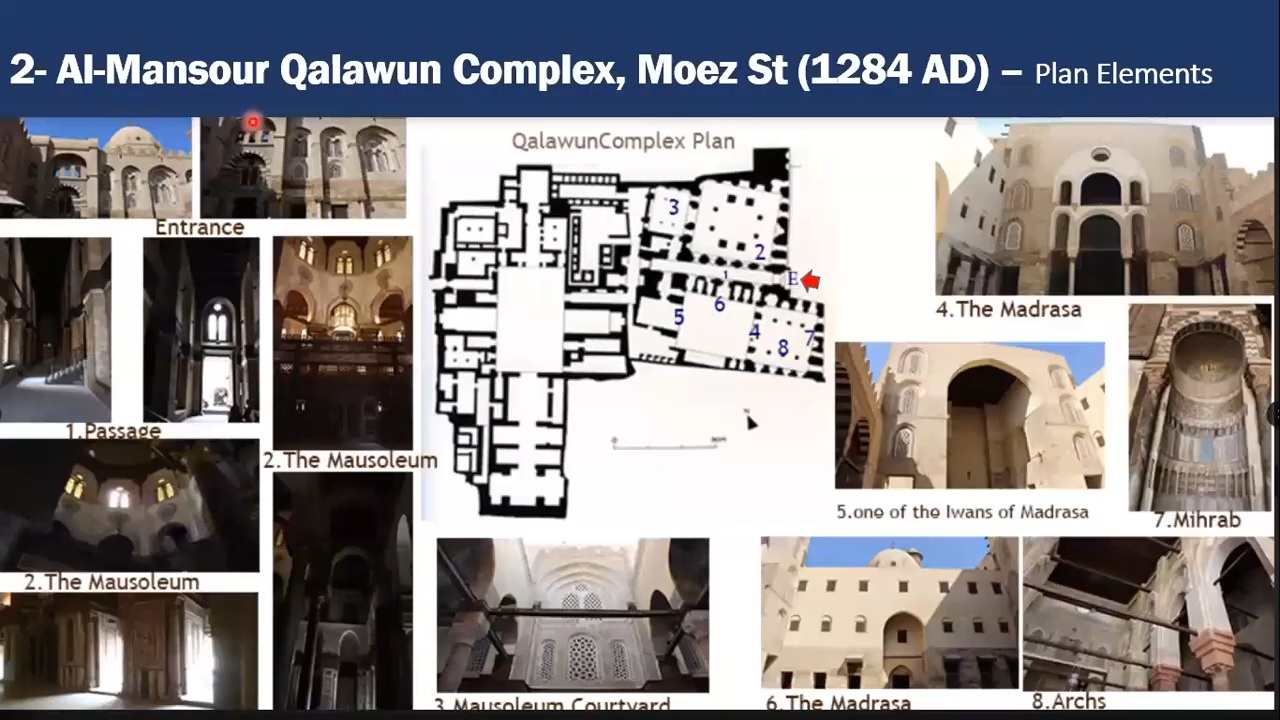 2- Al-Mansour Qalawun Complex, Moez St (1284 AD) – Plan Elements
QalawunComplex Plan
Entrance
1.Passage
2.The Mausoleum
2.The Mausoleum
3
2
1
E
6
5
4
7
8
3.Mausoleum Courtyard
4.The Madrasa
5.one of the Iwans of Madrasa
7.Mihrab
6.The Madrasa
8.Archs